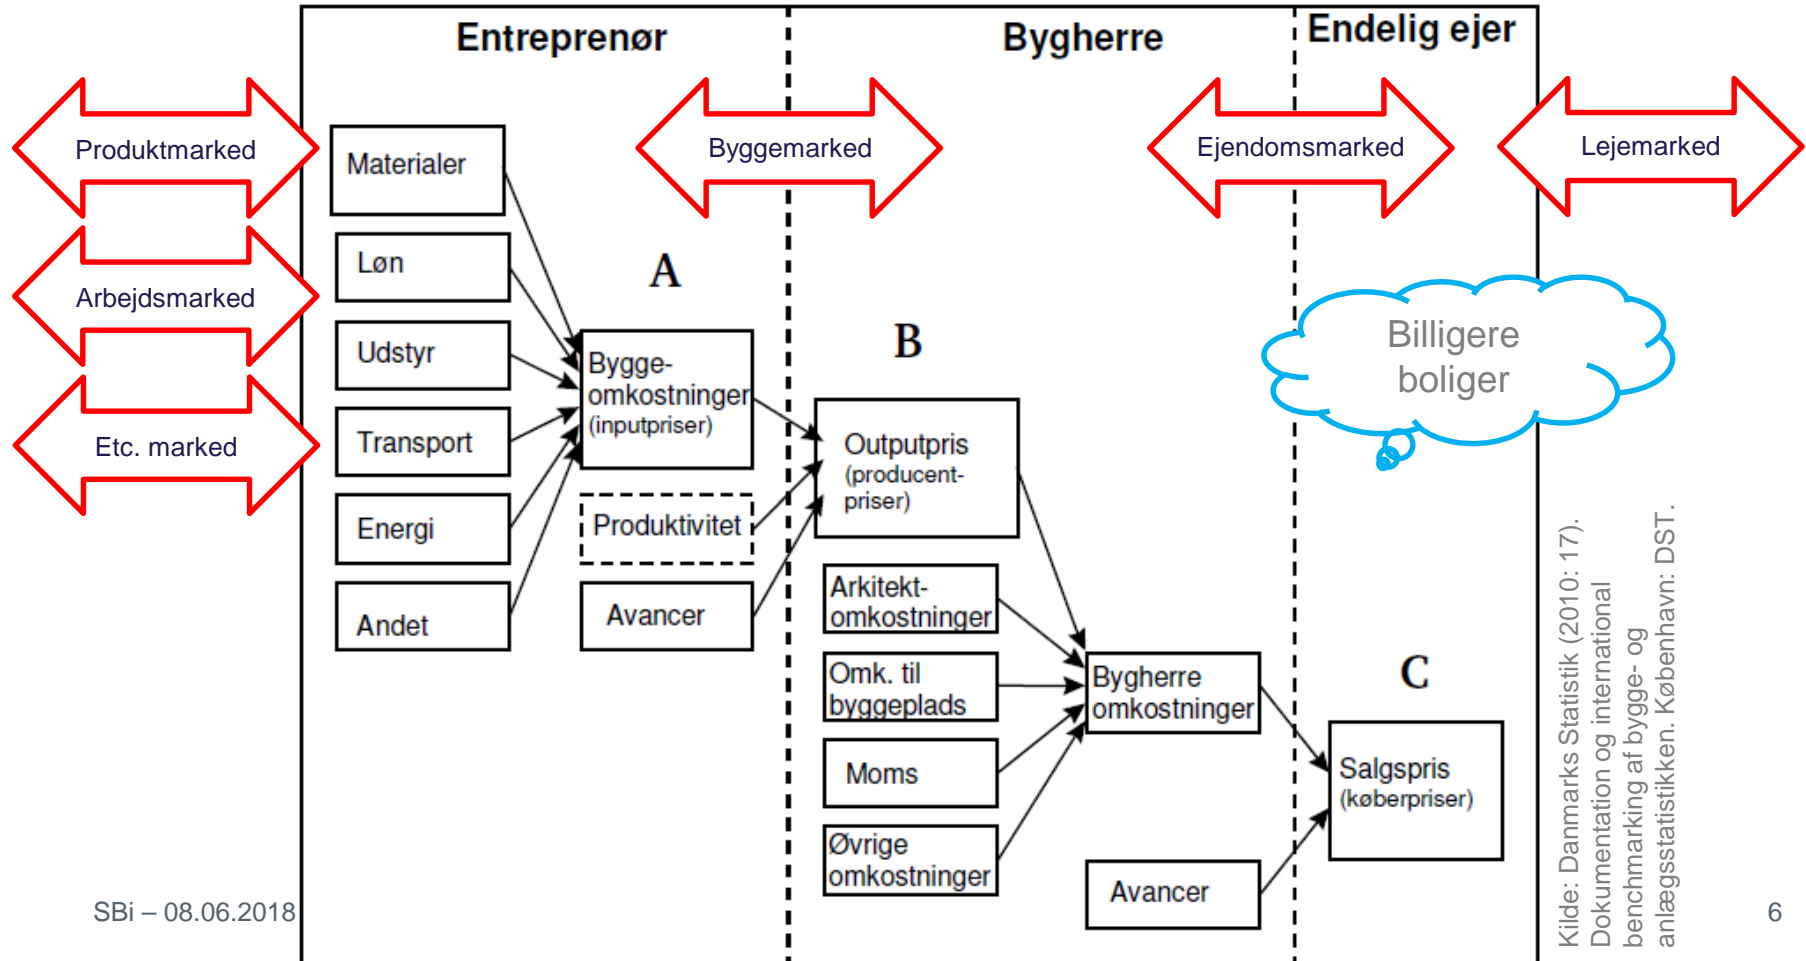 Entreprenør
Bygherre
Endelig ejer
Produktmarked
Byggemarked
Ejendomsmarked
Lejemarked
Arbejdsmarked
Etc. marked
Materialer
Løn
Udstyr
Transport
Energi
Andet
A
Bygge-
omkostninger
(inputpriser)
Produktivitet
Avancer
B
Outputpris
(producent-
priser)
Arkitekt-
omkostninger
Omk. til
byggeplads
Moms
Øvrige
omkostninger
Bygherre
omkostninger
Avancer
Billigere
boliger
C
Salgspris
(køberpriser)
Kilde: Danmarks Statistik (2010: 17).
Dokumentation og international
benchmarking af bygge- og
anlægsstatistikken. København: DST.
SBi – 08.06.2018
6